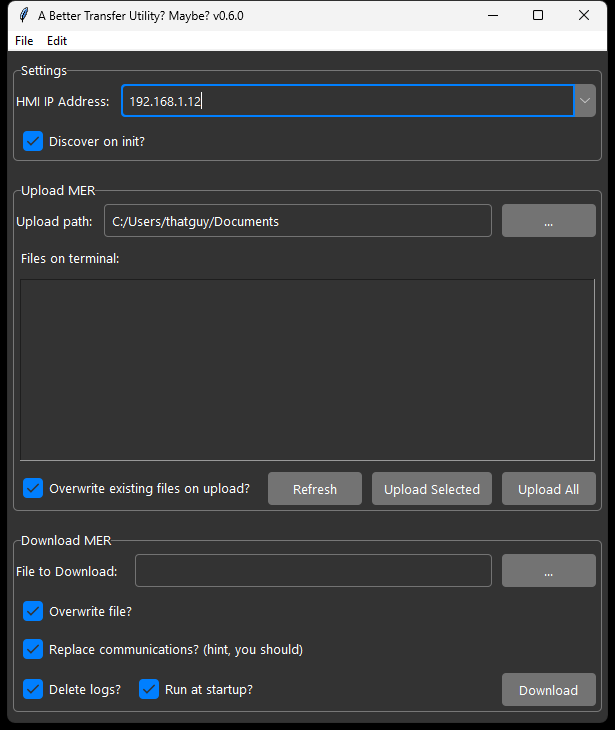 A Better Transfer Utility? Maybe? v0.6.0
File Edit
Settings
HMI IP Address: 192.168.1.12
Discover on init?
Upload MER
Upload path: C:/Users/thatguy/Documents ...
Files on terminal:
Overwrite existing files on upload? Refresh Upload Selected Upload All
Download MER
File to Download: ...
Overwrite file?
Replace communications? (hint, you should)
Delete logs? Run at startup? Download